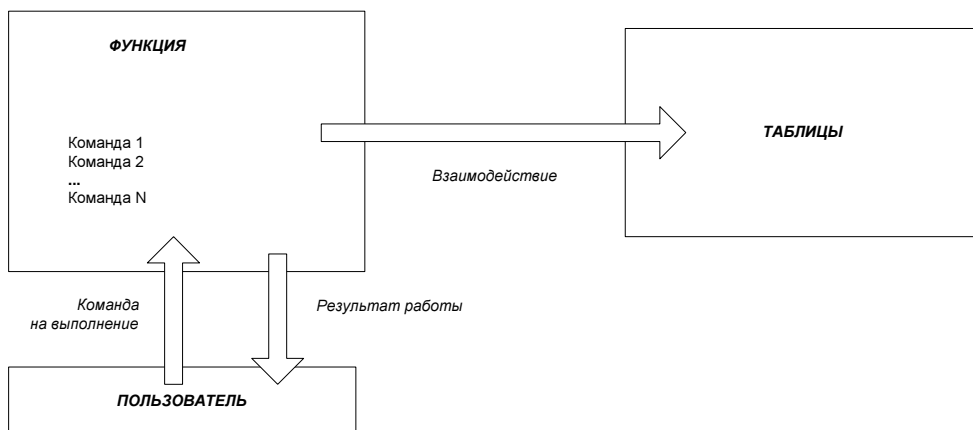 ФУНКЦИЯ
Команда 1
Команда 2
...
Команда N
ТАБЛИЦЫ
Взаимодействие
Команда
на выполнение
Результат работы
ПОЛЬЗОВАТЕЛЬ